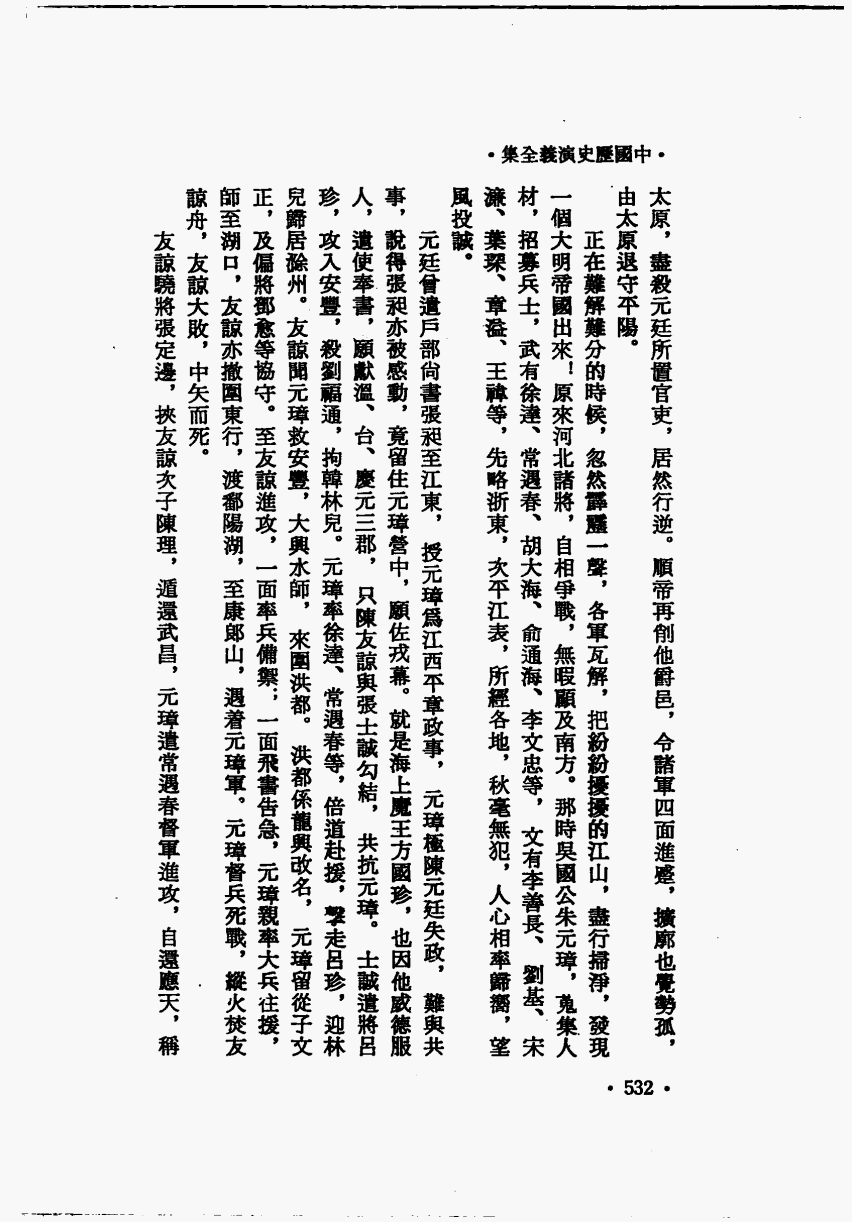 ·中國歷史演義全集·
太原，盡殺元廷所置官吏，居然行逆。順帝再削他爵邑，令諸軍四面進蹙，擴廓也覺勢孤，
由太原退守平陽。
正在難解難分的時候，忽然霹靂一聲，各軍瓦解，把紛紛擾擾的江山，盡行掃淨，發現
一個大明帝國出來！原來河北諸將，自相爭戰，無暇顧及南方。那時吳國公朱元璋，蒐集人
材，招募兵士，武有徐達、常遇春、胡大海、俞通海、李文忠等，文有李善長、劉基、宋
濂、葉琛、章溢、王褘等，先略浙東，次平江表，所經各地，秋毫無犯，人心相率歸嚮，望
風投誠。
元廷曾遣戶部尚書張昶至江東，授元璋爲江西平章政事，元璋極陳元廷失政，難與共
事，說得張昶亦被感動，竟留住元璋營中，願佐戎幕。就是海上魔王方國珍，也因他威德服
人，遣使奉書，願獻溫、台、慶元三郡，只陳友諒與張士誠勾結，共抗元璋。士誠遣將呂
珍，攻入安豐，殺劉福通，拘韓林兒。元璋率徐達、常遇春等，倍道赴援，擊走呂珍，迎林
兒歸居滁州。友諒聞元璋救安豐，大興水師，來圍洪都。洪都係龍興改名，元璋留從子文
正，及偏將鄧愈等協守。至友諒進攻，一面率兵備禦；一面飛書告急，元璋親率大兵往援，
師至湖口，友諒亦撤圍東行，渡鄱陽湖，至康郎山，遇着元璋軍。元璋督兵死戰，縱火焚友
諒舟，友諒大敗，中矢而死。
友諒驍將張定邊，挾友諒次子陳理，遁還武昌，元璋遣常遇春督軍進攻，自還應天，稱
·532·